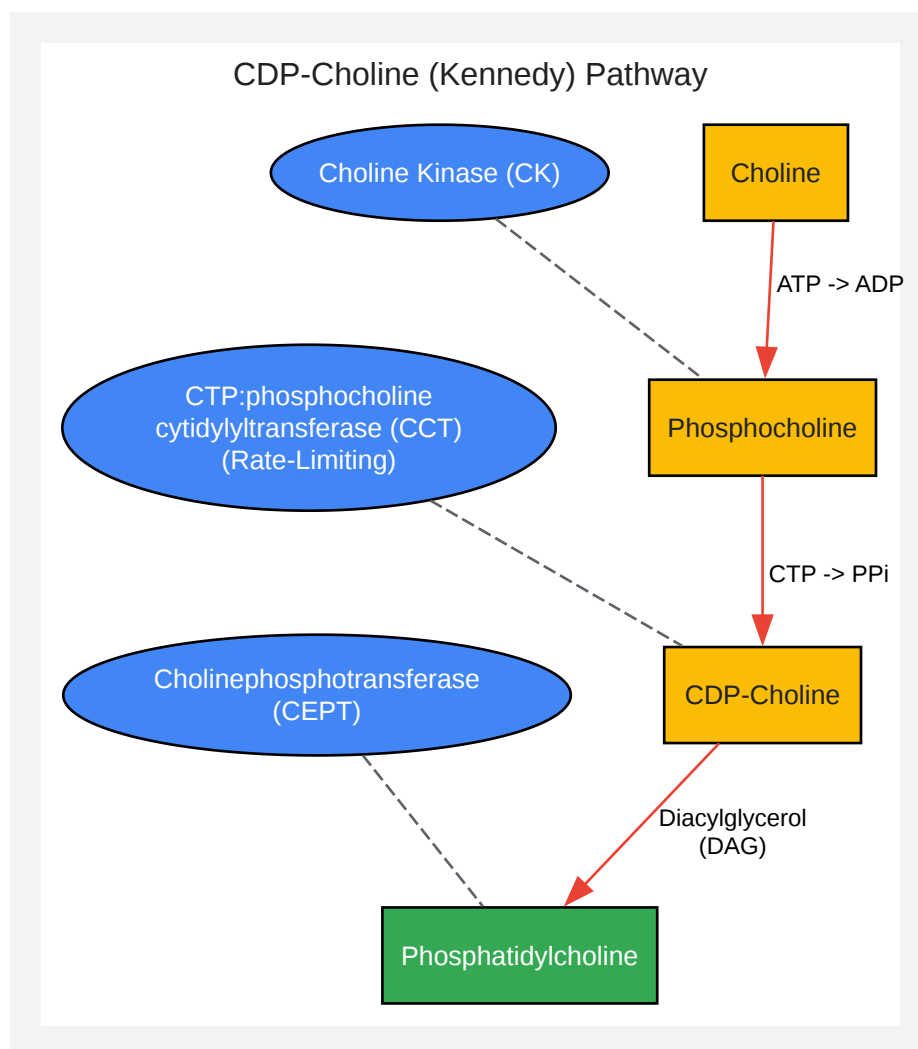 CDP-Choline (Kennedy) Pathway
Choline Kinase (CK)
Choline
ATP -> ADP
CTP:phosphocholine
cytidylyltransferase (CCT)
(Rate-Limiting)
Phosphocholine
CTP -> PPi
Cholinephosphotransferase
(CEPT)
CDP-Choline
Diacylglycerol
(DAG)
Phosphatidylcholine